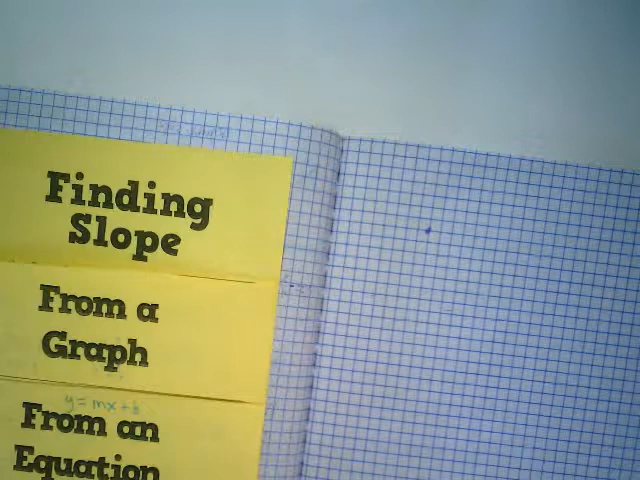 Finding
Slope
From a
Graph
y = mx + b
From an
Equation